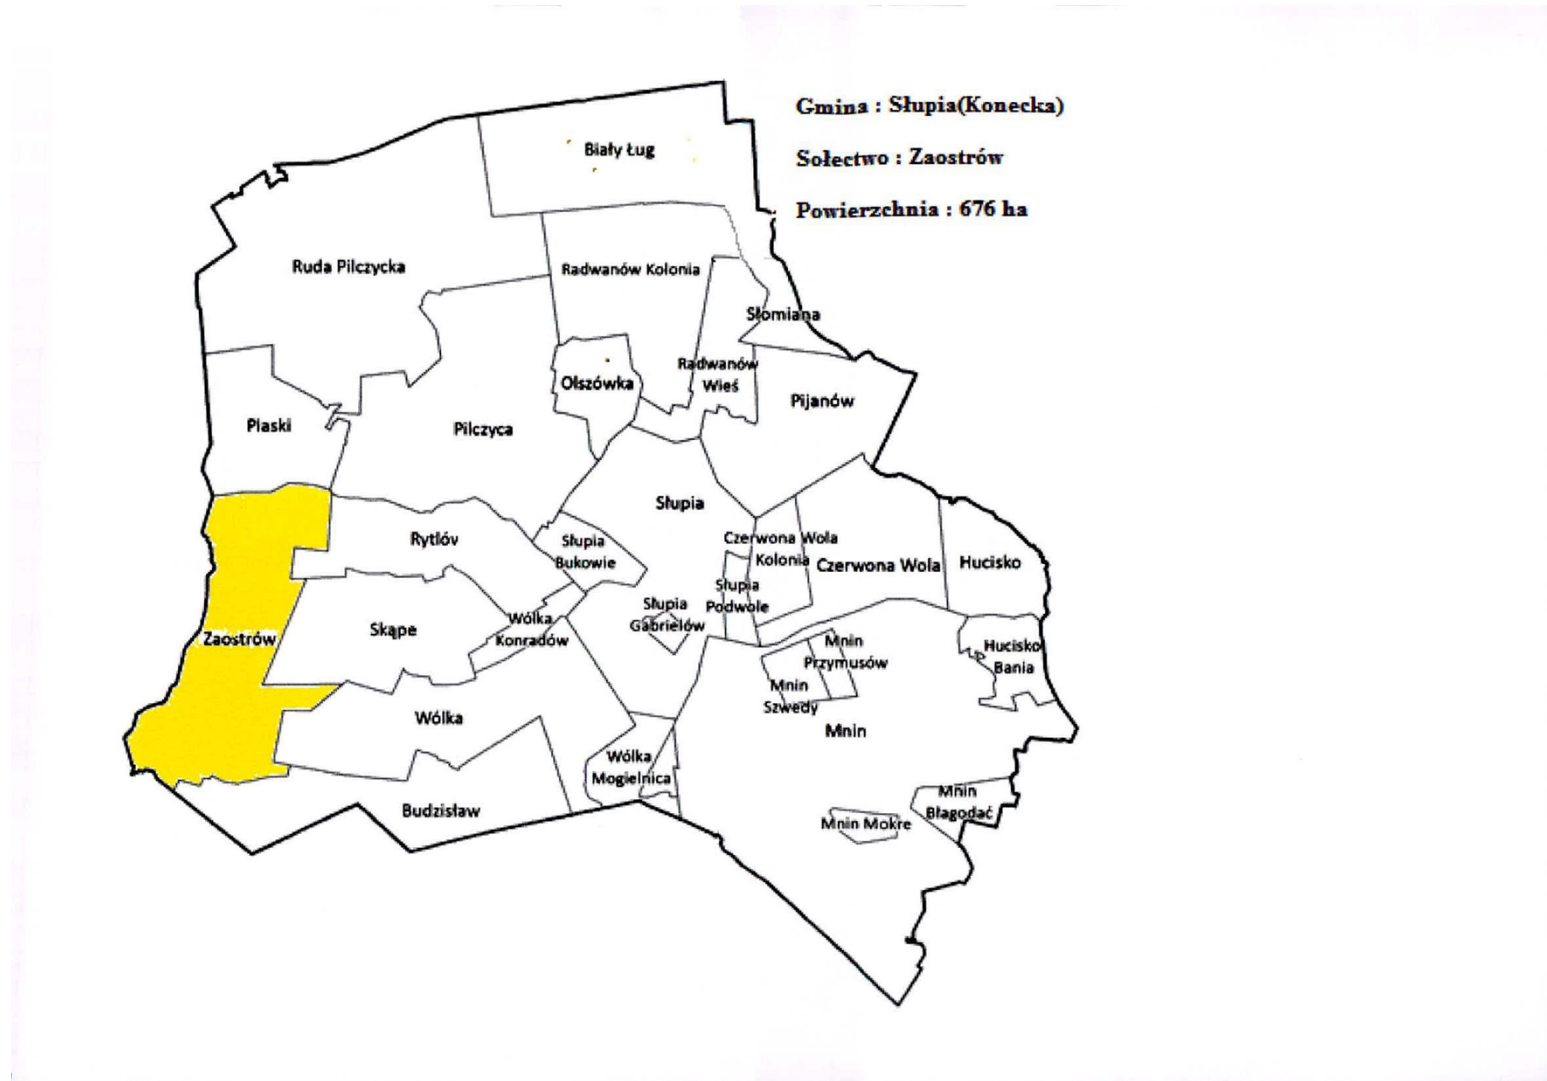 Gmina : Słupia(Konecka)
Sołectwo : Zaostrów
Powierzchnia : 676 ha
Biały Ług
Ruda Pilczycka
Radwanów Kolonia
Słomiana
Radwanów
Wieś
Olszówka
Pijanów
Piaski
Pilczyca
Słupia
Rytlów
Słupia
Bukowie
Czerwona Wola
Kolonia
Czerwona Wola
Hucisko
Słupia
Podwole
Słupia
Gabrielów
Wólka
Konradów
Skąpe
Zaostrów
Mnin
Przymusów
Hucisko
Bania
Mnin
Szwedy
Mnin
Wólka
Wólka
Mogielnica
Budzisław
Mnin
Błagodać
Mnin Mokre